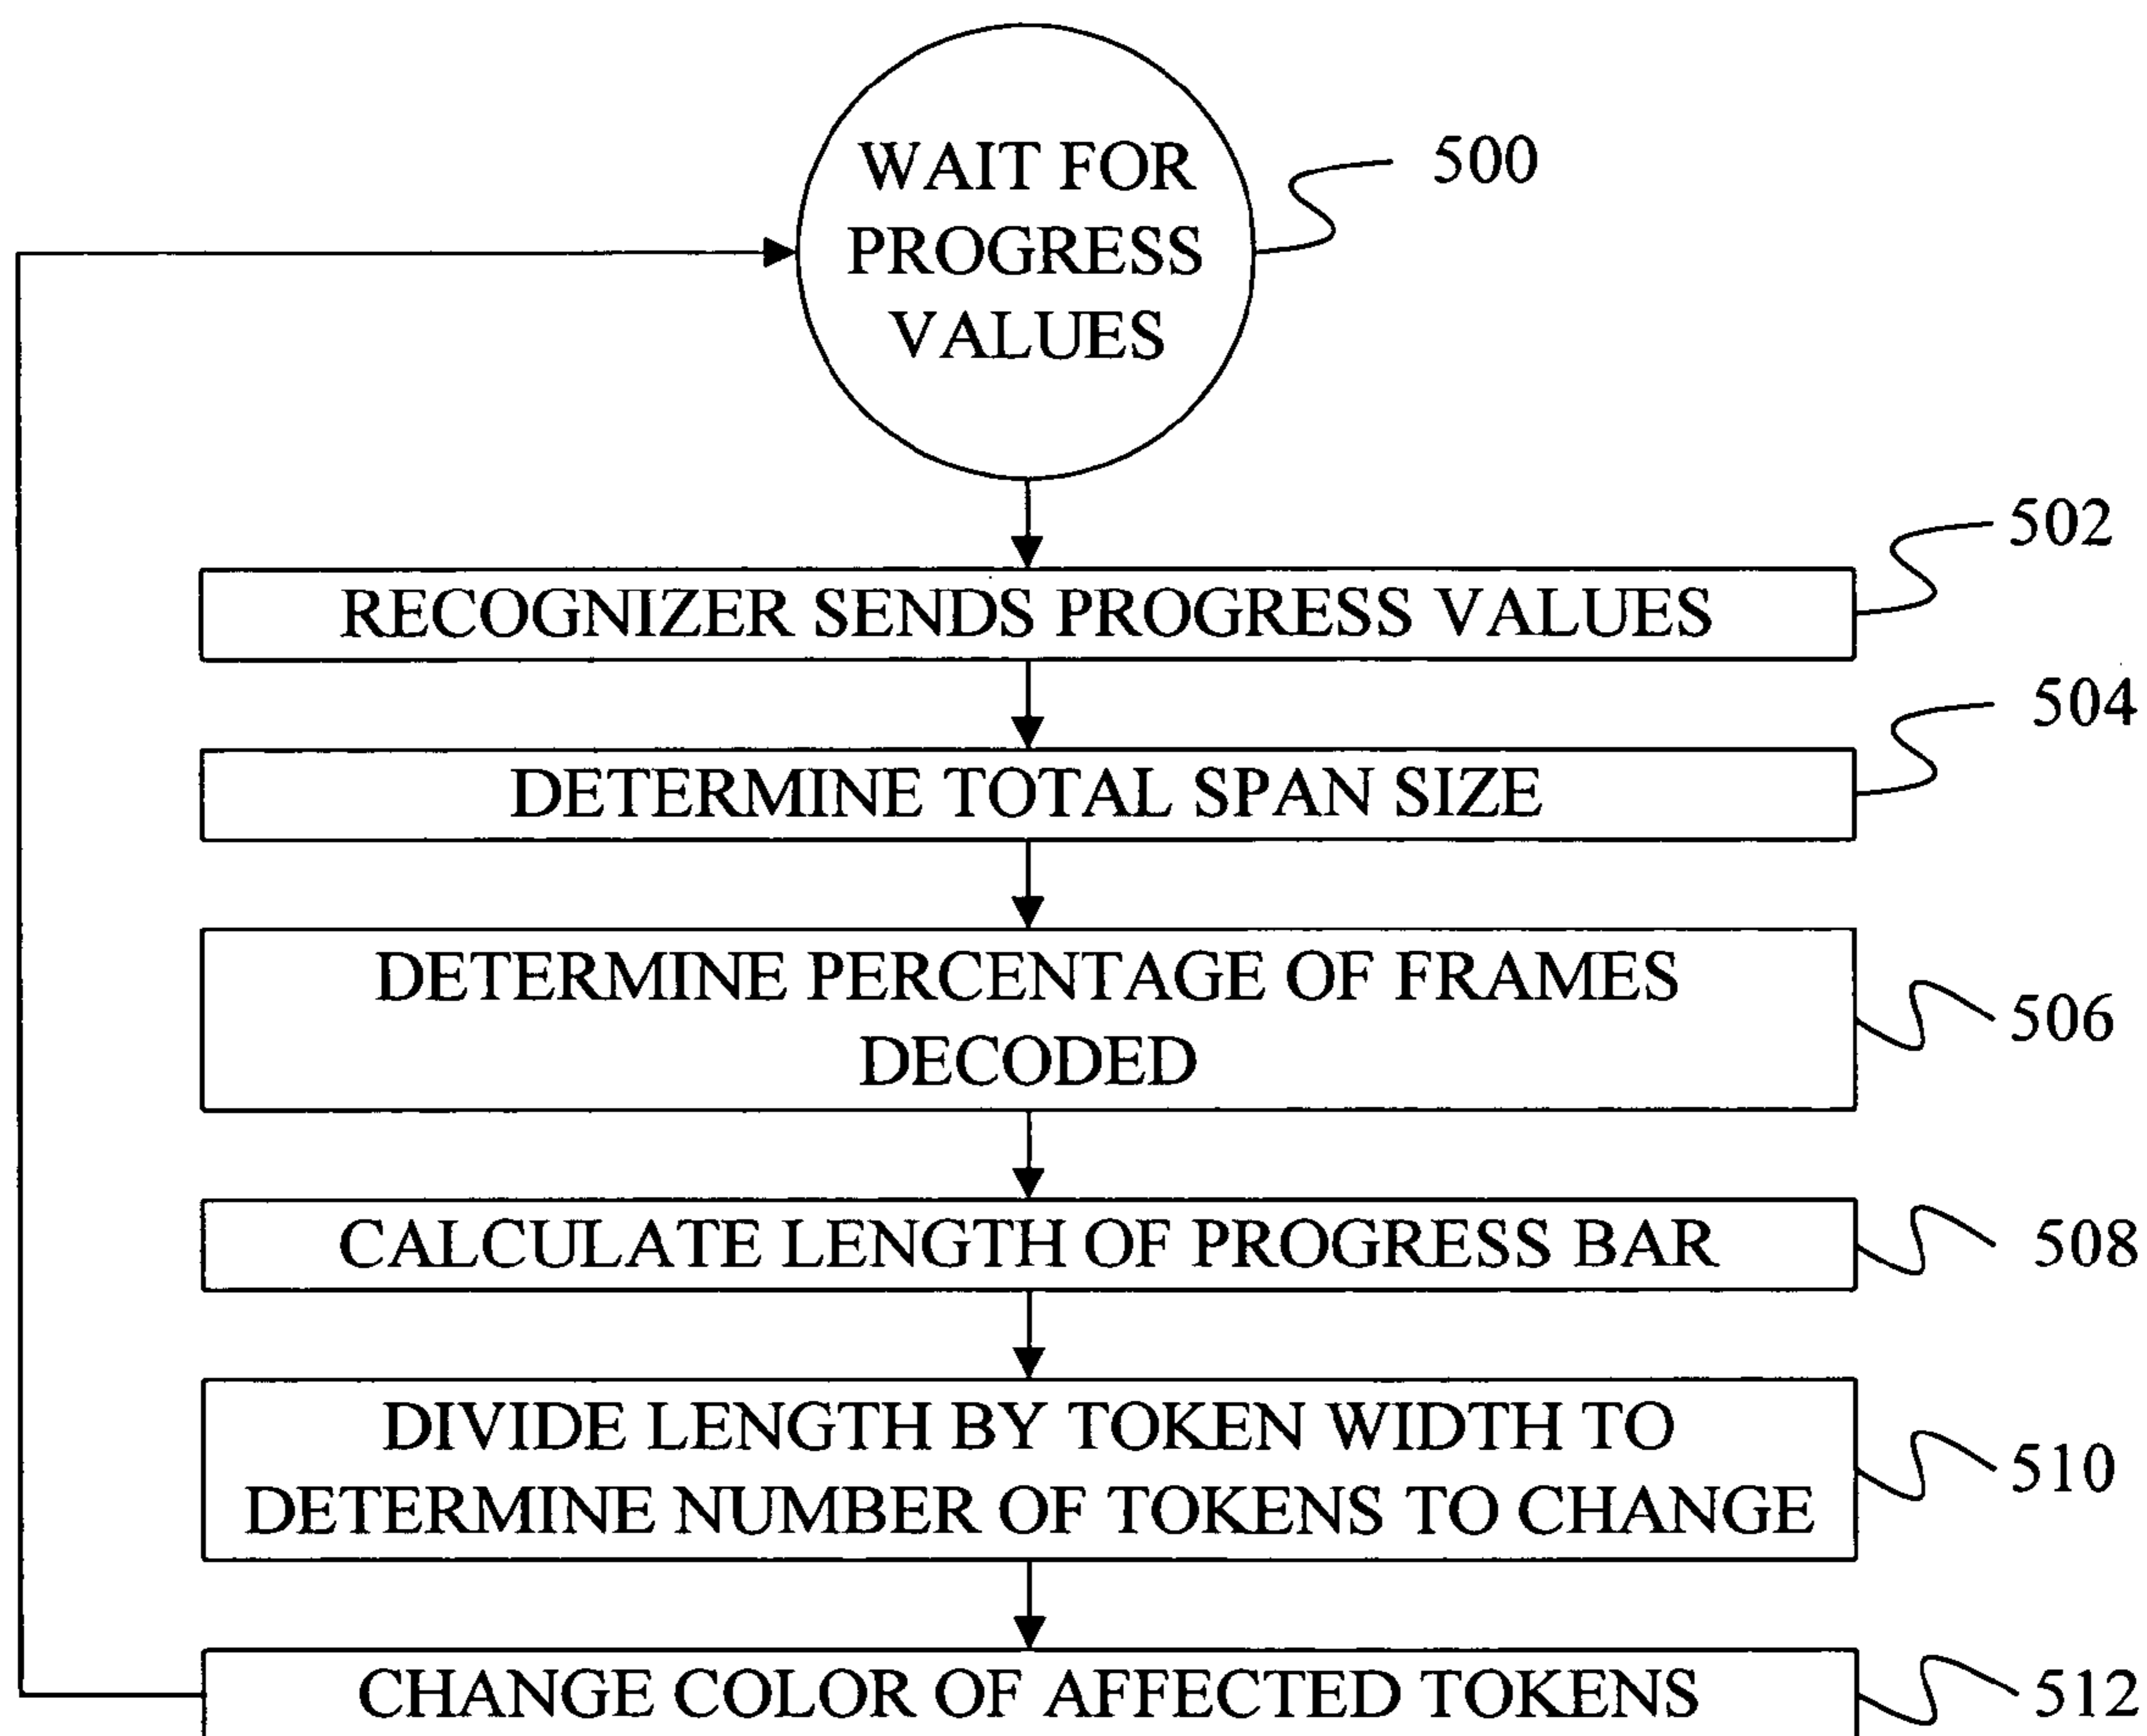 WAIT FOR
PROGRESS
VALUES
500
502
RECOGNIZER SENDS PROGRESS VALUES
504
DETERMINE TOTAL SPAN SIZE
DETERMINE PERCENTAGE OF FRAMES
DECODED
506
CALCULATE LENGTH OF PROGRESS BAR
508
DIVIDE LENGTH BY TOKEN WIDTH TO
DETERMINE NUMBER OF TOKENS TO CHANGE
510
CHANGE COLOR OF AFFECTED TOKENS
512